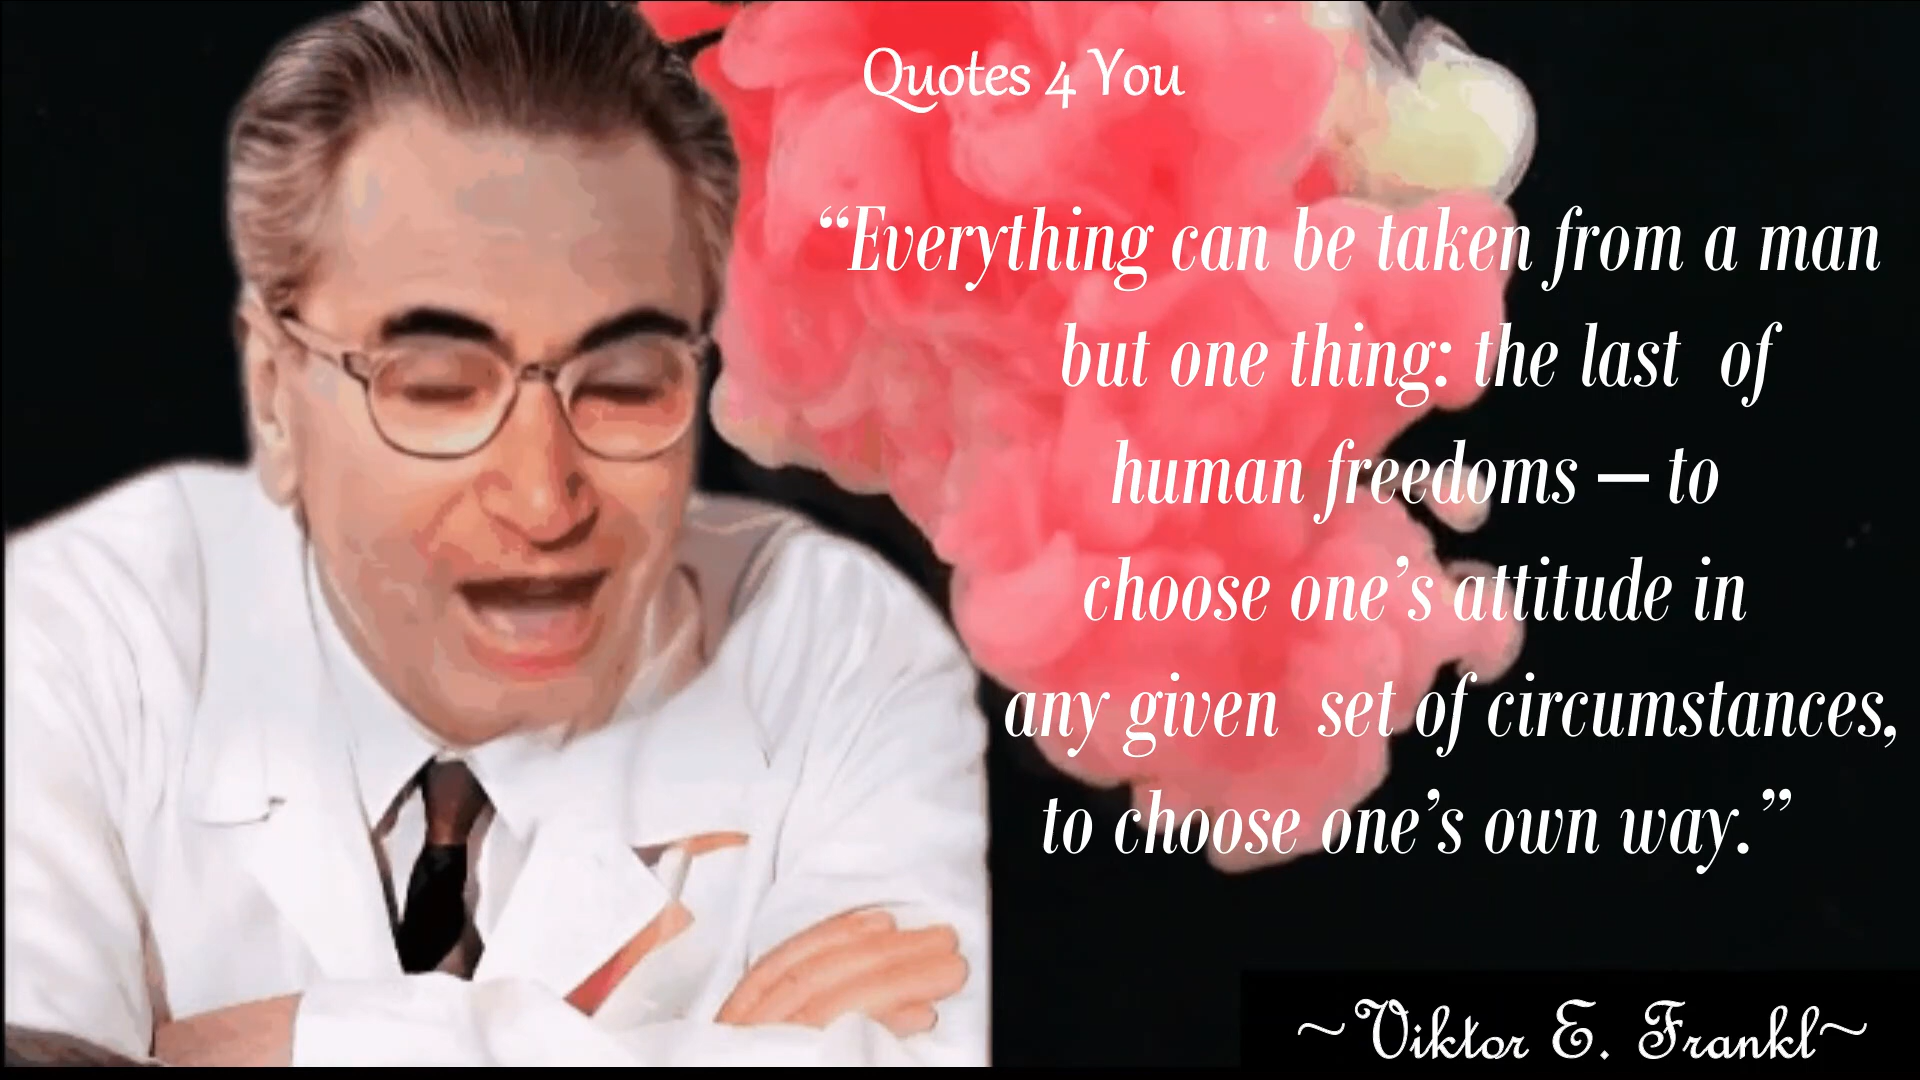 Quotes 4 You
“Everything can be taken from a man
but one thing: the last  of
human freedoms – to
choose one’s attitude in
any given  set of circumstances,
to choose one’s own way.”
~Viktor E. Frankl~